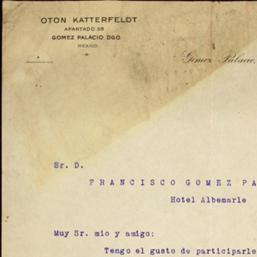 OTON KATTERFELDT
APARTADO 58
GOMEZ PALACIO, DGO.
MEXICO.
Gomez Palacio,
Sr. D.
FRANCISCO GOMEZ PA
Hotel Albemarle
Muy Sr. mio y amigo:
Tengo el gusto de participarle